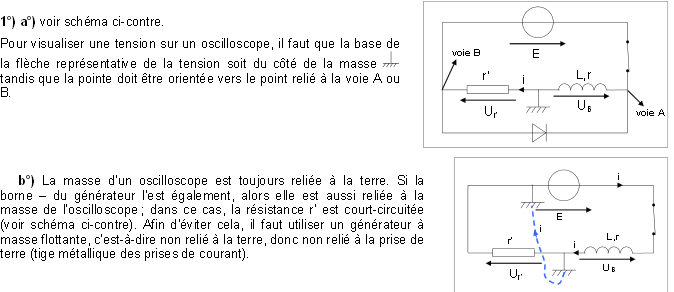 1°) a°) voir schéma ci-contre.
Pour visualiser une tension sur un oscilloscope, il faut que la base de
la flèche représentative de la tension soit du côté de la masse
tandis que la pointe doit être orientée vers le point relié à la voie A ou
B.
voie B
E
r'
i
L,r
Ur
UB
voie A
b°) La masse d'un oscilloscope est toujours reliée à la terre. Si la
borne – du générateur l'est également, alors elle est aussi reliée à la
masse de l'oscilloscope ; dans ce cas, la résistance r' est court-circuitée
(voir schéma ci-contre). Afin d'éviter cela, il faut utiliser un générateur à
masse flottante, c'est-à-dire non relié à la terre, donc non relié à la prise de
terre (tige métallique des prises de courant).
i
E
i
r'
i
L,r
Ur'
UB